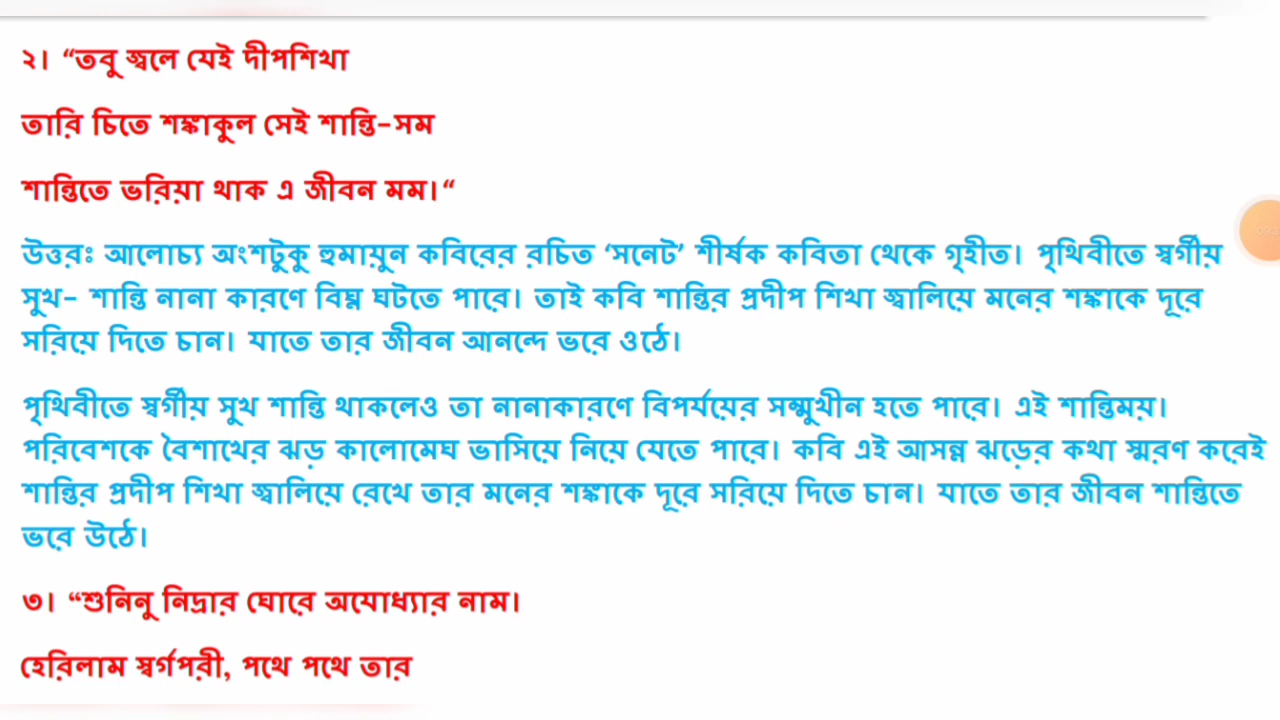 ২। “তবু জ্বলে যেই দীপশিখা
তারি চিতে শঙ্কাকুল সেই শান্তি-সম
শান্তিতে ভরিয়া থাক এ জীবন মম।“
উত্তরঃ আলোচ্য অংশটুকু হুমায়ুন কবিরের রচিত ‘সনেট’ শীর্ষক কবিতা থেকে গৃহীত। পৃথিবীতে স্বর্গীয়
সুখ- শান্তি নানা কারণে বিঘ্ন ঘটতে পারে। তাই কবি শান্তির প্রদীপ শিখা জ্বালিয়ে মনের শঙ্কাকে দূরে
সরিয়ে দিতে চান। যাতে তার জীবন আনন্দে ভরে ওঠে।
পৃথিবীতে স্বর্গীয় সুখ শান্তি থাকলেও তা নানাকারণে বিপর্যয়ের সম্মুখীন হতে পারে। এই শান্তিময়।
পরিবেশকে বৈশাখের ঝড় কালোমেঘ ভাসিয়ে নিয়ে যেতে পারে। কবি এই আসন্ন ঝড়ের কথা স্মরণ করেই
শান্তির প্রদীপ শিখা জ্বালিয়ে রেখে তার মনের শঙ্কাকে দূরে সরিয়ে দিতে চান। যাতে তার জীবন শান্তিতে
ভরে উঠে।
৩। “শুনিনু নিদ্রার ঘোরে অযোধ্যার নাম।
হেরিলাম স্বর্গপরী, পথে পথে তার